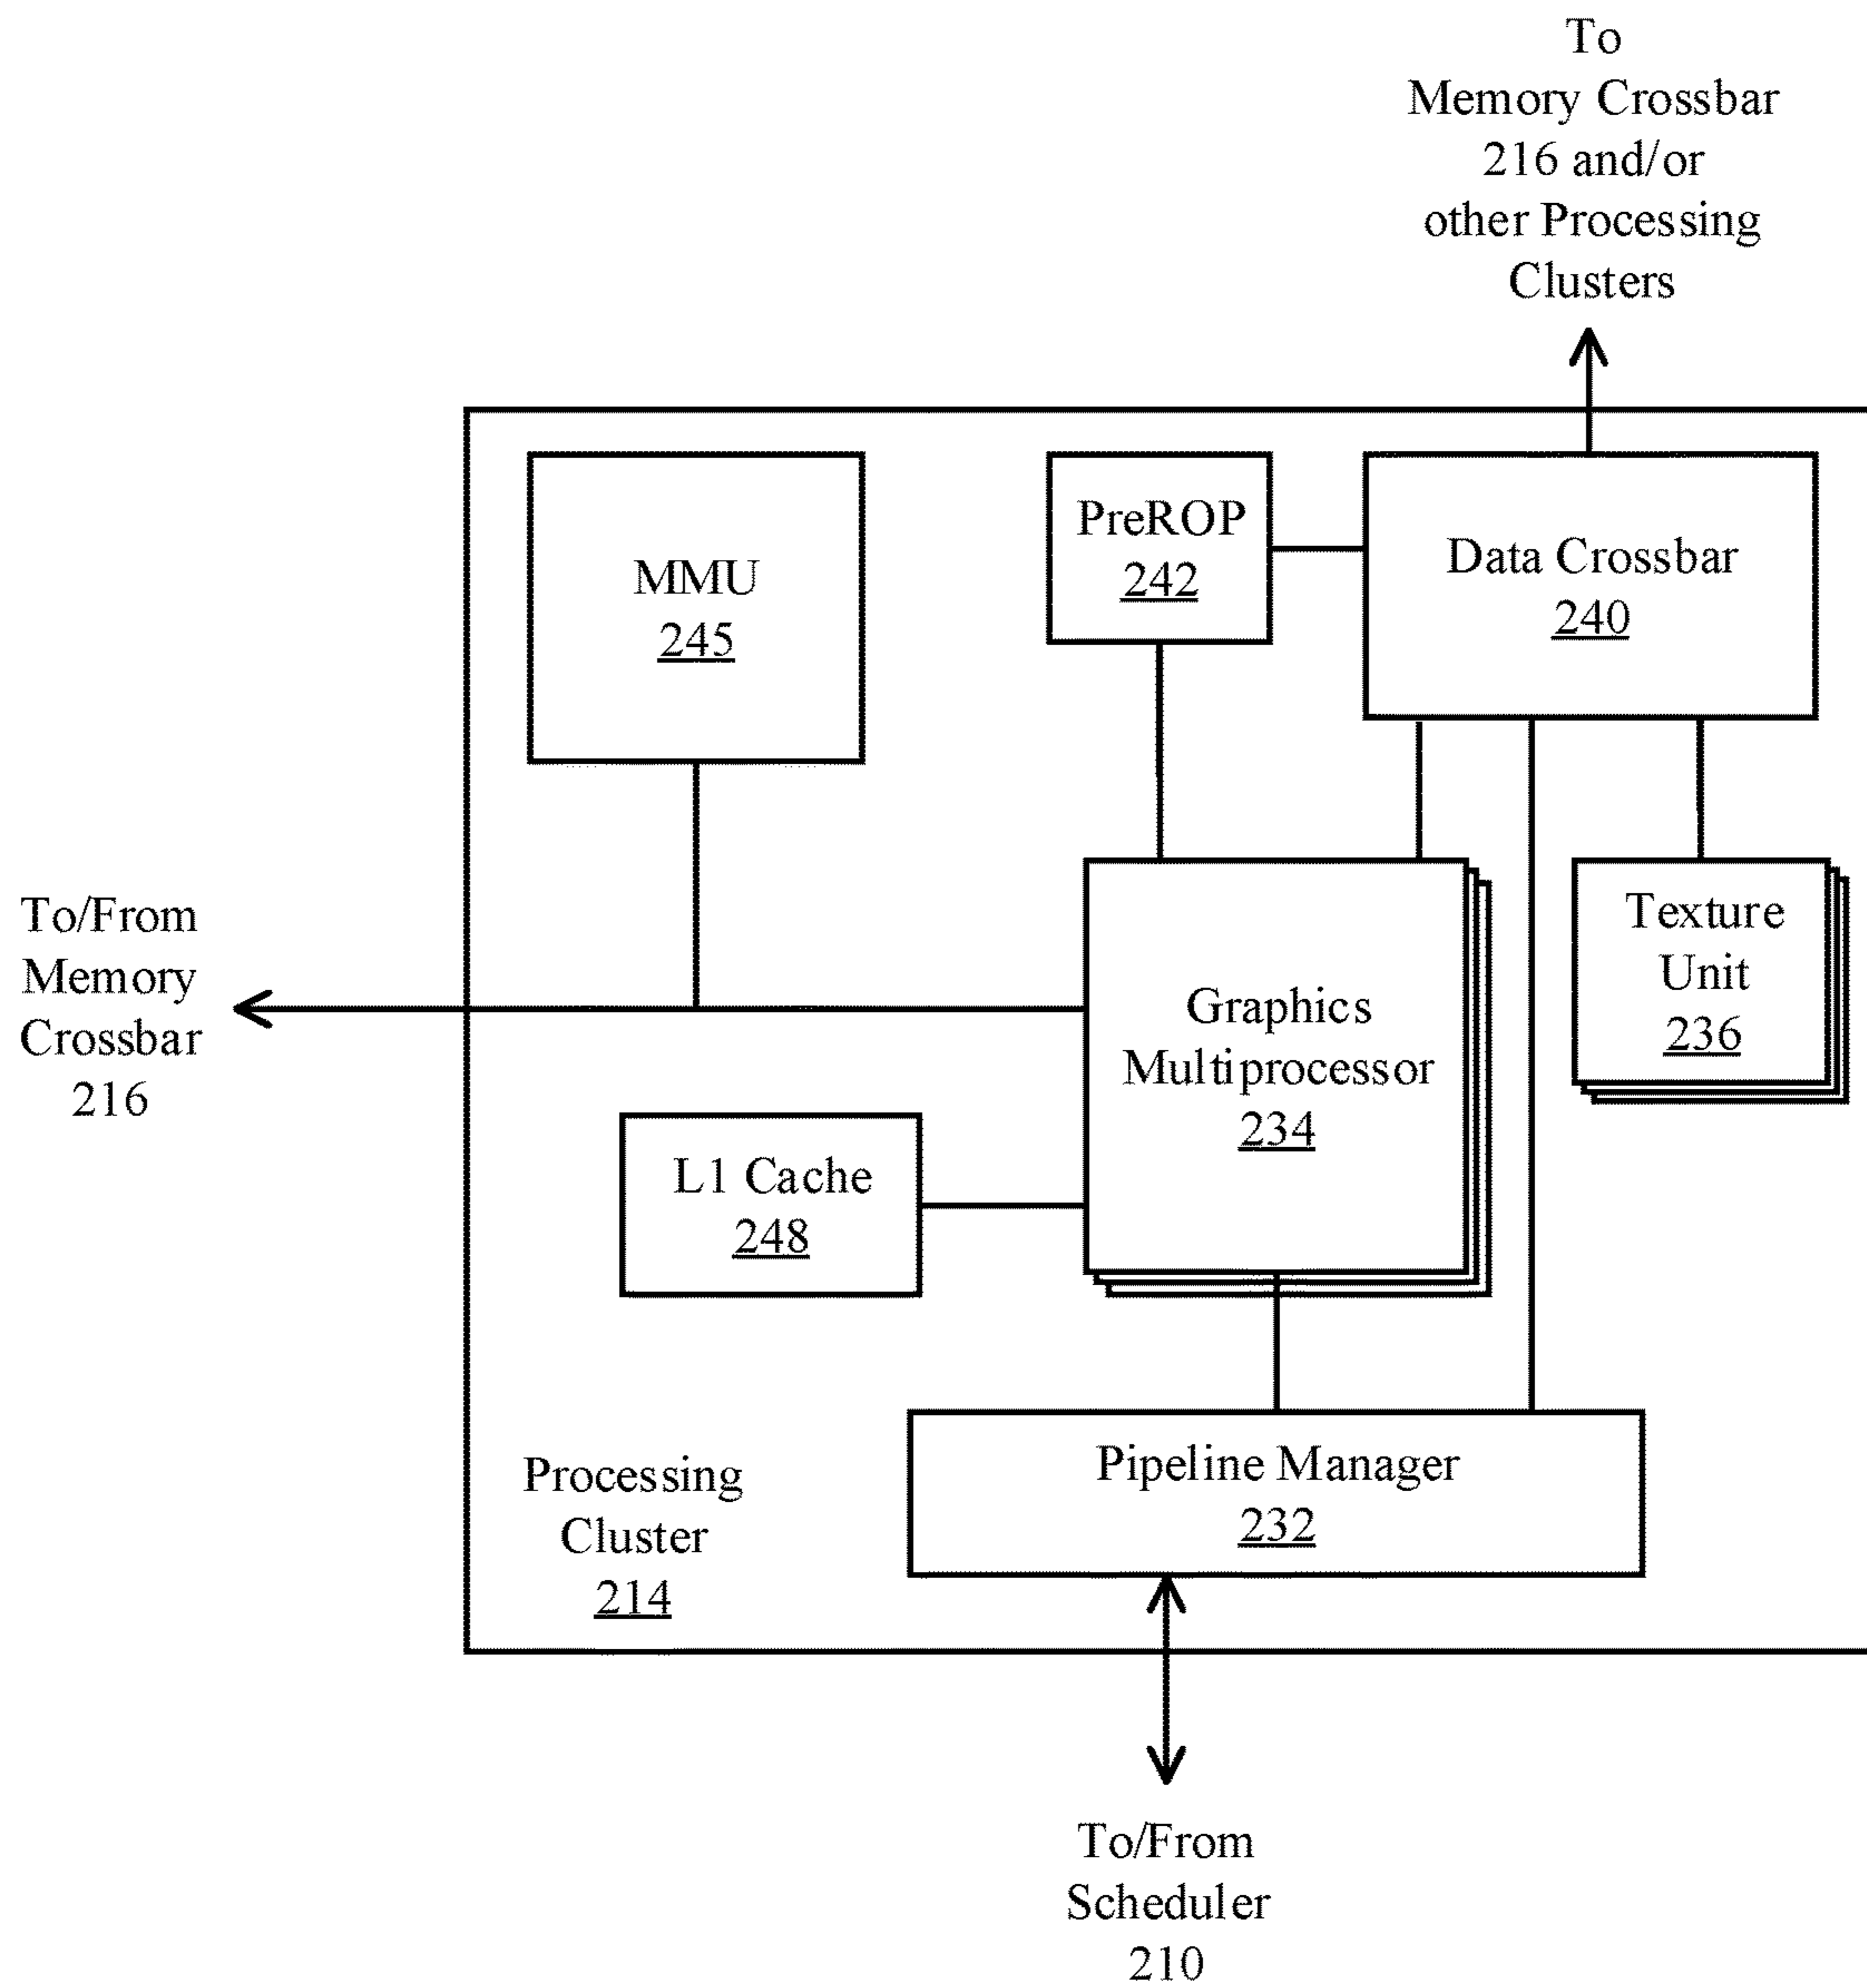 To
Memory Crossbar
216 and/or
other Processing
Clusters
MMU
245
PreROP
242
Data Crossbar
240
To/From
Memory
Crossbar
216
Graphics
Multiprocessor
234
Texture
Unit
236
L1 Cache
248
Processing
Cluster
214
Pipeline Manager
232
To/From
Scheduler
210